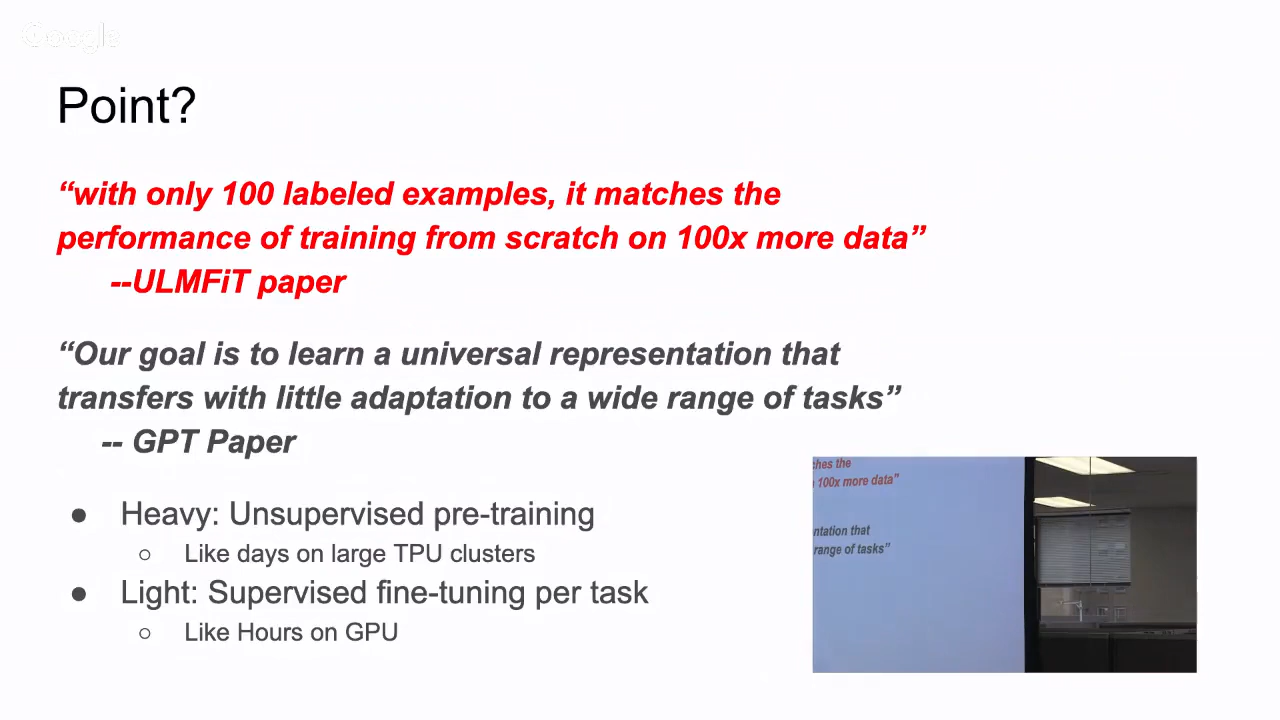 Google
Point?
“with only 100 labeled examples, it matches the
performance of training from scratch on 100x more data”
--ULMFiT paper
“Our goal is to learn a universal representation that
transfers with little adaptation to a wide range of tasks”
-- GPT Paper
● Heavy: Unsupervised pre-training
○ Like days on large TPU clusters
● Light: Supervised fine-tuning per task
○ Like Hours on GPU
ches the
100x more data”
ntation that
range of tasks”